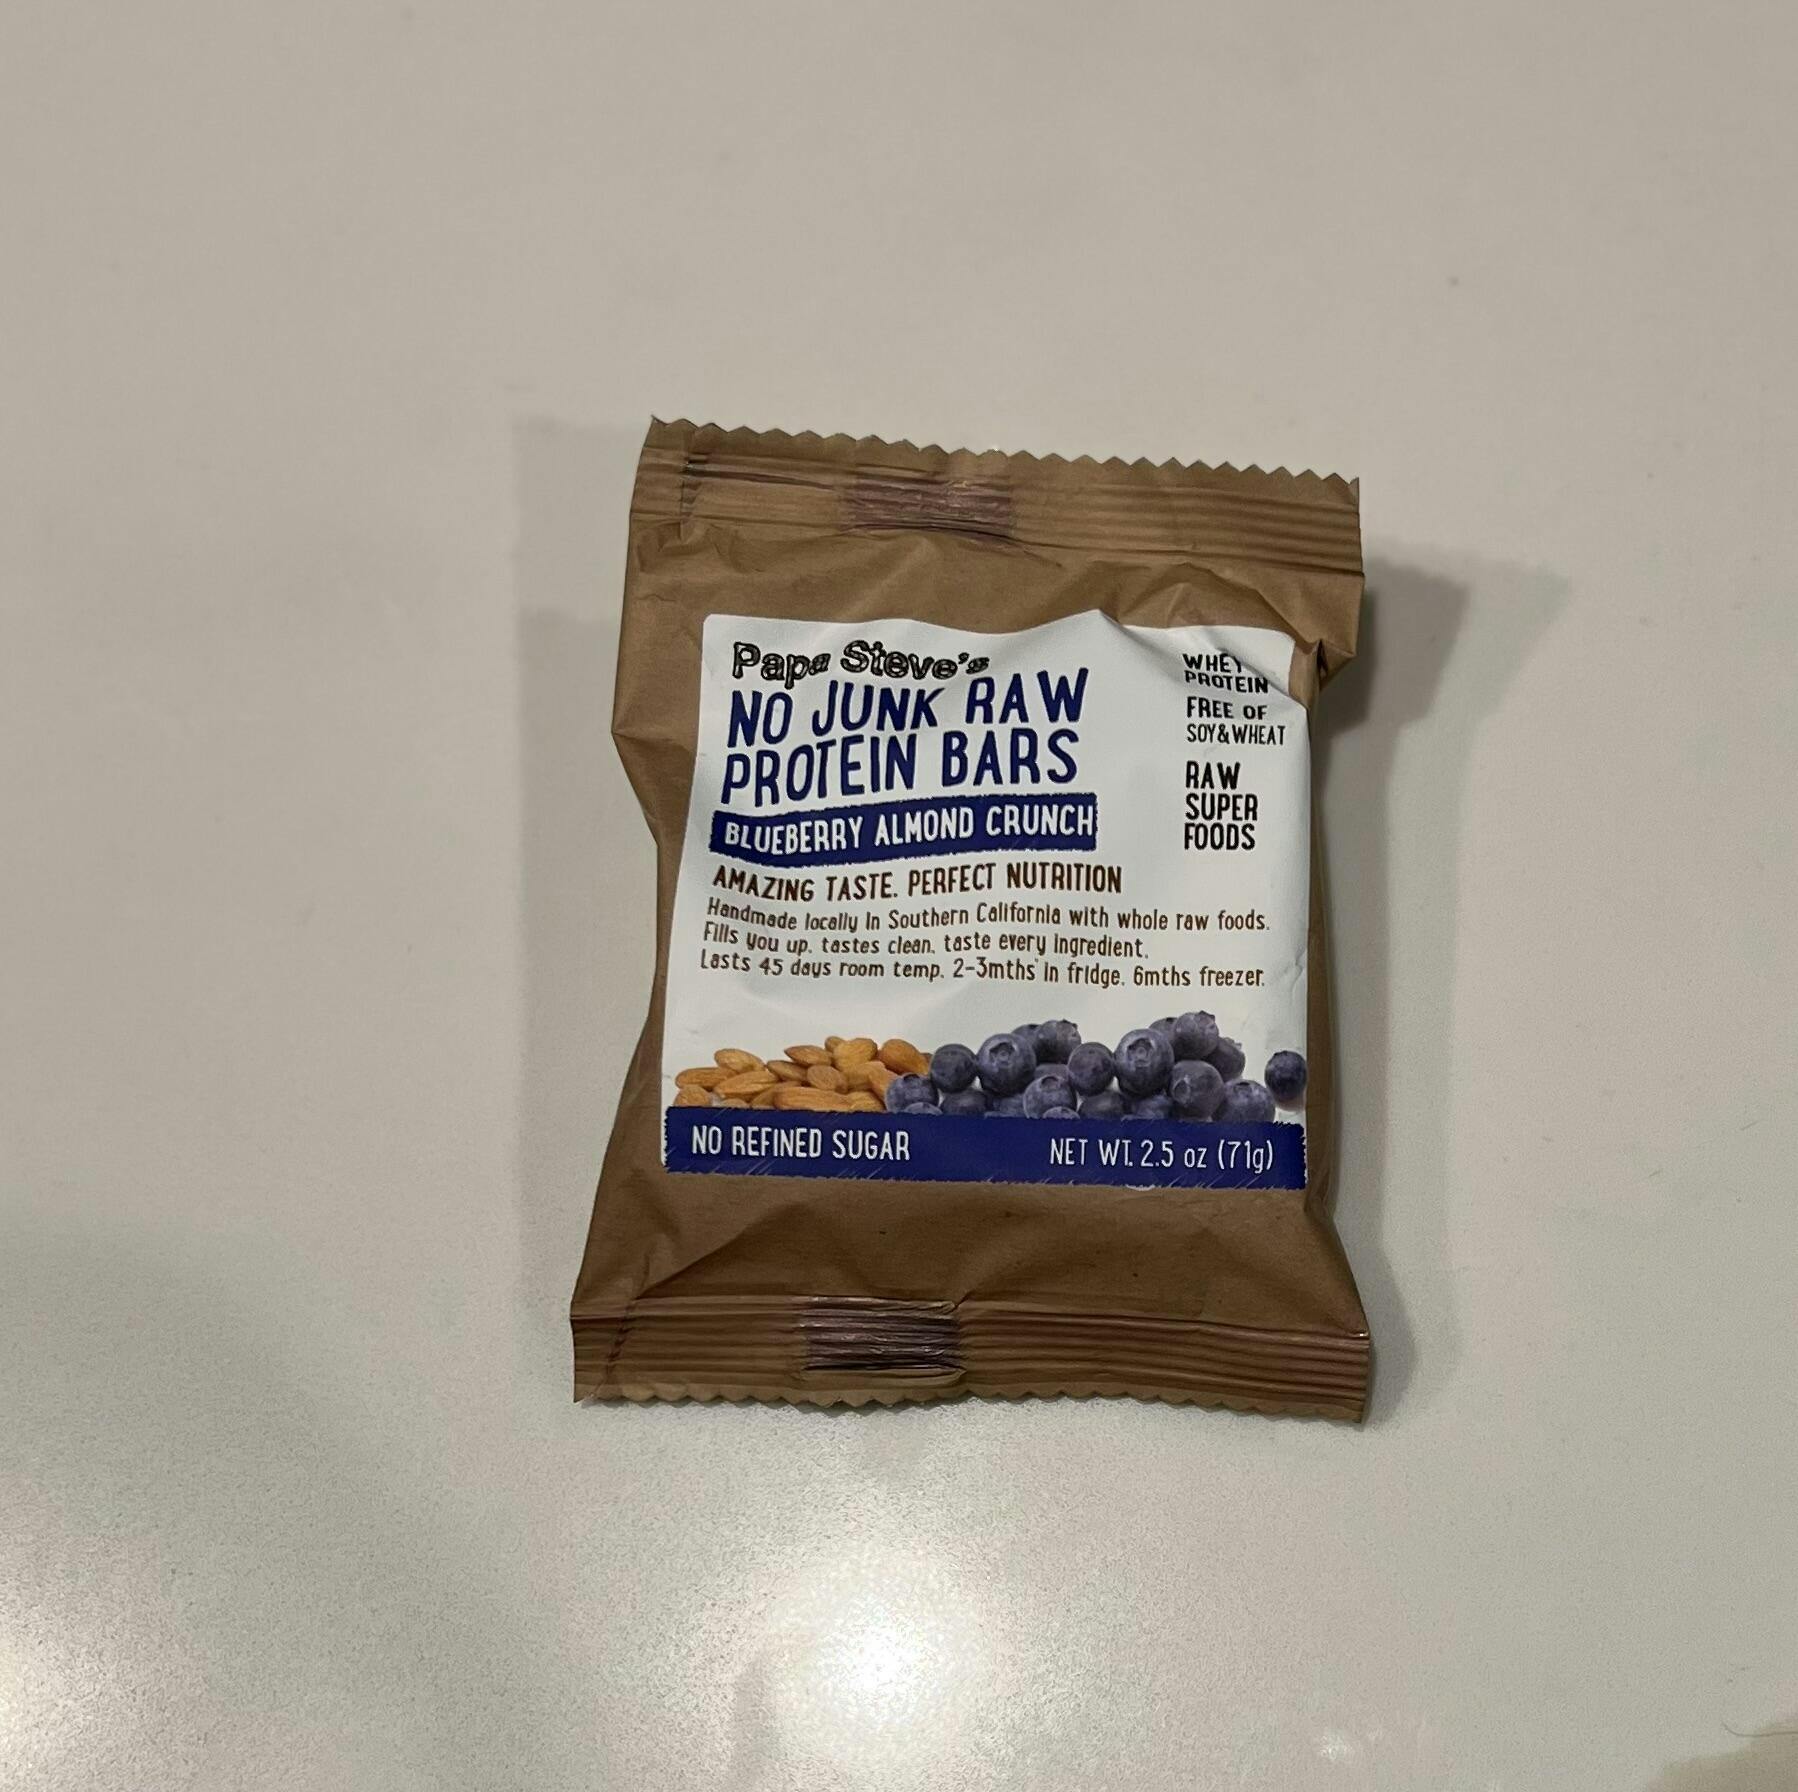 Papa Steve's
NO JUNK RAW
PROTEIN BARS
BLUEBERRY ALMOND CRUNCH
WHEY
PROTEIN
FREE OF
SOY&WHEAT
RAW
SUPER
FOODS
AMAZING TASTE. PERFECT NUTRITION
Handmade locally in Southern California with whole raw foods.
Fills you up, tastes clean, taste every ingredient.
Lasts 45 days room temp. 2-3mths in fridge. 6mths freezer.
NO REFINED SUGAR
NET WT. 2.5 oz (71g)